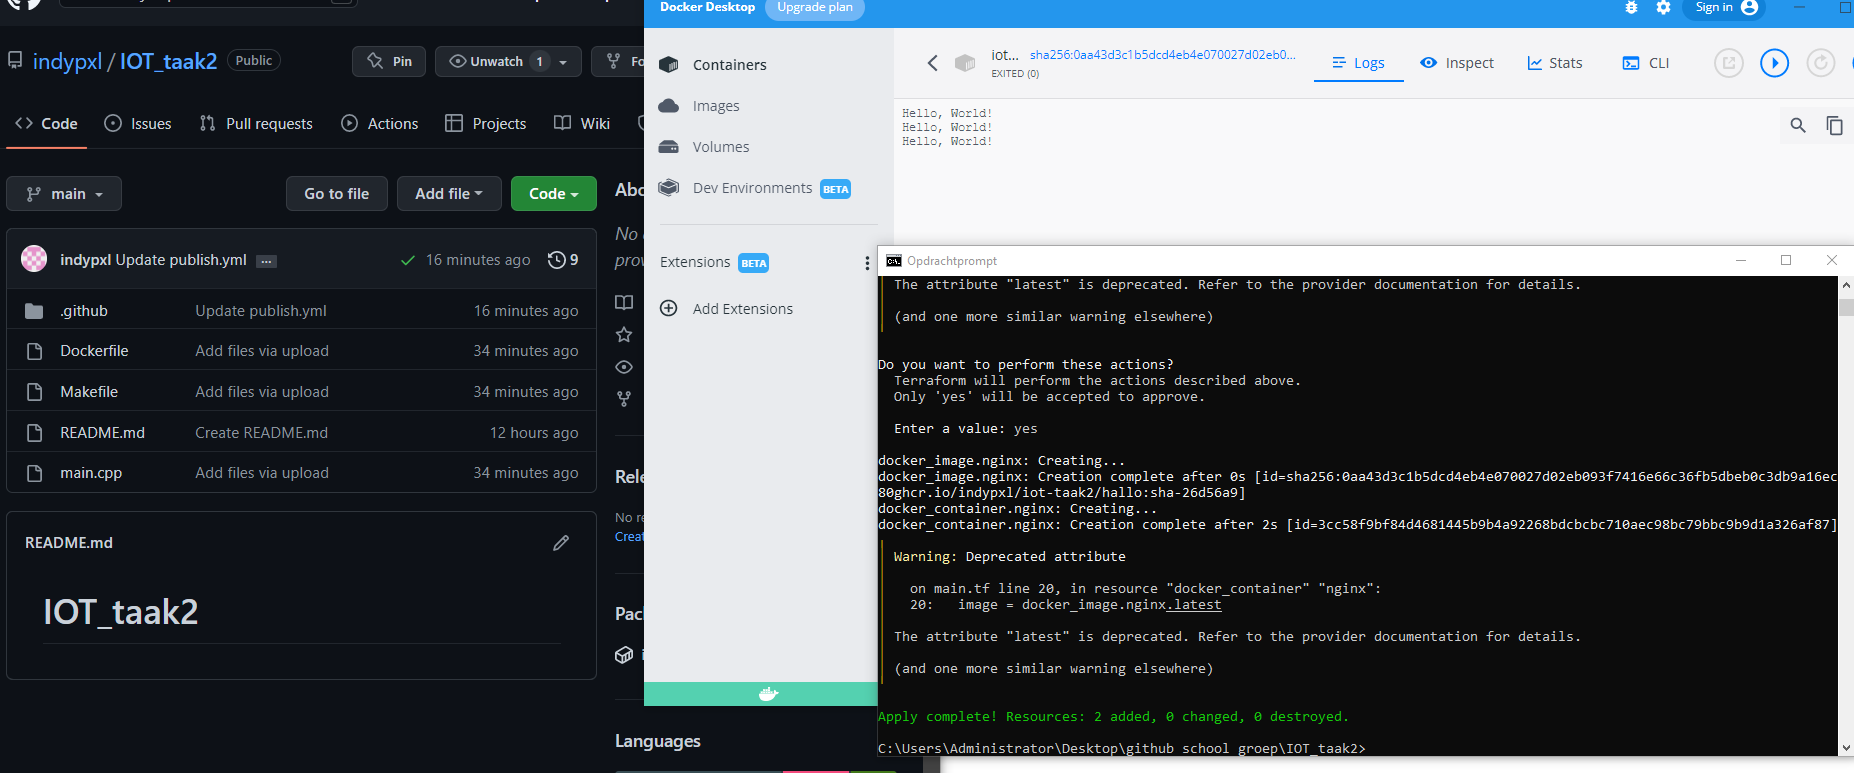 indypxl / IOT_taak2 Public
Pin
Unwatch 1
Fo
Code
Issues
Pull requests
Actions
Projects
Wiki
main
Go to file
Add file
Code
indypxl Update publish.yml ...
16 minutes ago
9
.github
Update publish.yml
16 minutes ago
Dockerfile
Add files via upload
34 minutes ago
Makefile
Add files via upload
34 minutes ago
README.md
Create README.md
12 hours ago
main.cpp
Add files via upload
34 minutes ago
README.md
IOT_taak2
Abo
No
prov
Rele
No re
Creat
Pac
Languages
Docker Desktop
Upgrade plan
Sign in
Containers
Images
Volumes
Dev Environments BETA
Extensions BETA
Add Extensions
iot... sha256:0aa43d3c1b5dcd4eb4e070027d02eb0...
EXITED (0)
Logs
Inspect
Stats
CLI
Hello, World!
Hello, World!
Hello, World!
Opdrachtprompt
The attribute "latest" is deprecated. Refer to the provider documentation for details.
(and one more similar warning elsewhere)
Do you want to perform these actions?
Terraform will perform the actions described above.
Only 'yes' will be accepted to approve.
Enter a value: yes
docker_image.nginx: Creating...
docker_image.nginx: Creation complete after 0s [id=sha256:0aa43d3c1b5dcd4eb4e070027d02eb093f7416e66c36fb5dbeb0c3db9a16ec
80ghcr.io/indypxl/iot-taak2/hallo:sha-26d56a9]
docker_container.nginx: Creating...
docker_container.nginx: Creation complete after 2s [id=3cc58f9bf84d4681445b9b4a92268bdcbcbc710aec98bc79bbc9b9d1a326af87]
Warning: Deprecated attribute
on main.tf line 20, in resource "docker_container" "nginx":
20: image = docker_image.nginx.latest
The attribute "latest" is deprecated. Refer to the provider documentation for details.
(and one more similar warning elsewhere)
Apply complete! Resources: 2 added, 0 changed, 0 destroyed.
C:\Users\Administrator\Desktop\github school groep\IOT_taak2>